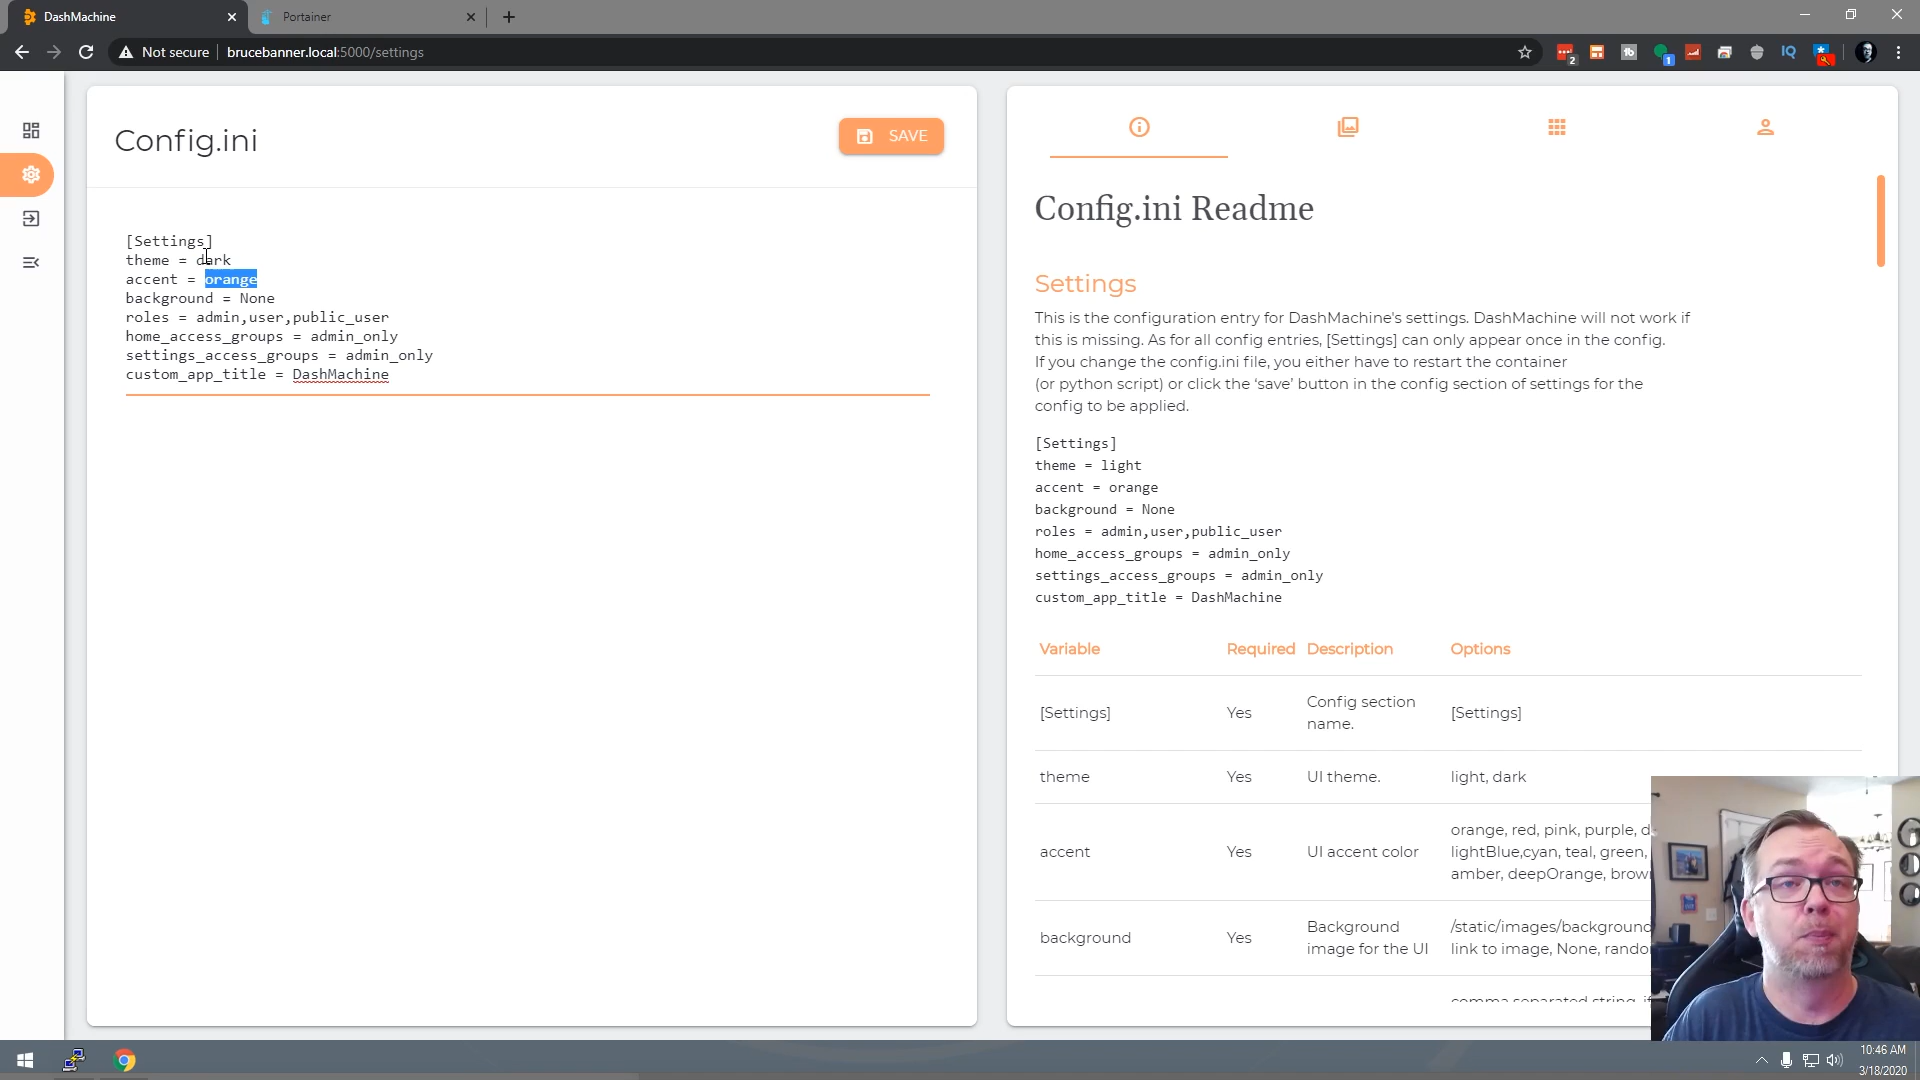 DashMachine
Portainer
Not secure
brucebanner.local:5000/settings
2
1
IQ
Config.ini
SAVE
[Settings]
theme = dark
accent = orange
background = None
roles = admin,user,public_user
home_access_groups = admin_only
settings_access_groups = admin_only
custom_app_title = DashMachine
Config.ini Readme
Settings
This is the configuration entry for DashMachine's settings. DashMachine will not work if
this is missing. As for all config entries, [Settings] can only appear once in the config.
If you change the config.ini file, you either have to restart the container
(or python script) or click the ‘save’ button in the config section of settings for the
config to be applied.
[Settings]
theme = light
accent = orange
background = None
roles = admin,user,public_user
home_access_groups = admin_only
settings_access_groups = admin_only
custom_app_title = DashMachine
Variable Required Description Options
[Settings] Yes Config section name. [Settings]
theme Yes UI theme. light, dark
accent Yes UI accent color
orange, red, pink, purple,
lightBlue,cyan, teal, green,
amber, deepOrange,
background Yes Background image for the UI
link to image, None,
comma separated string,
10:46 AM
3/18/2020